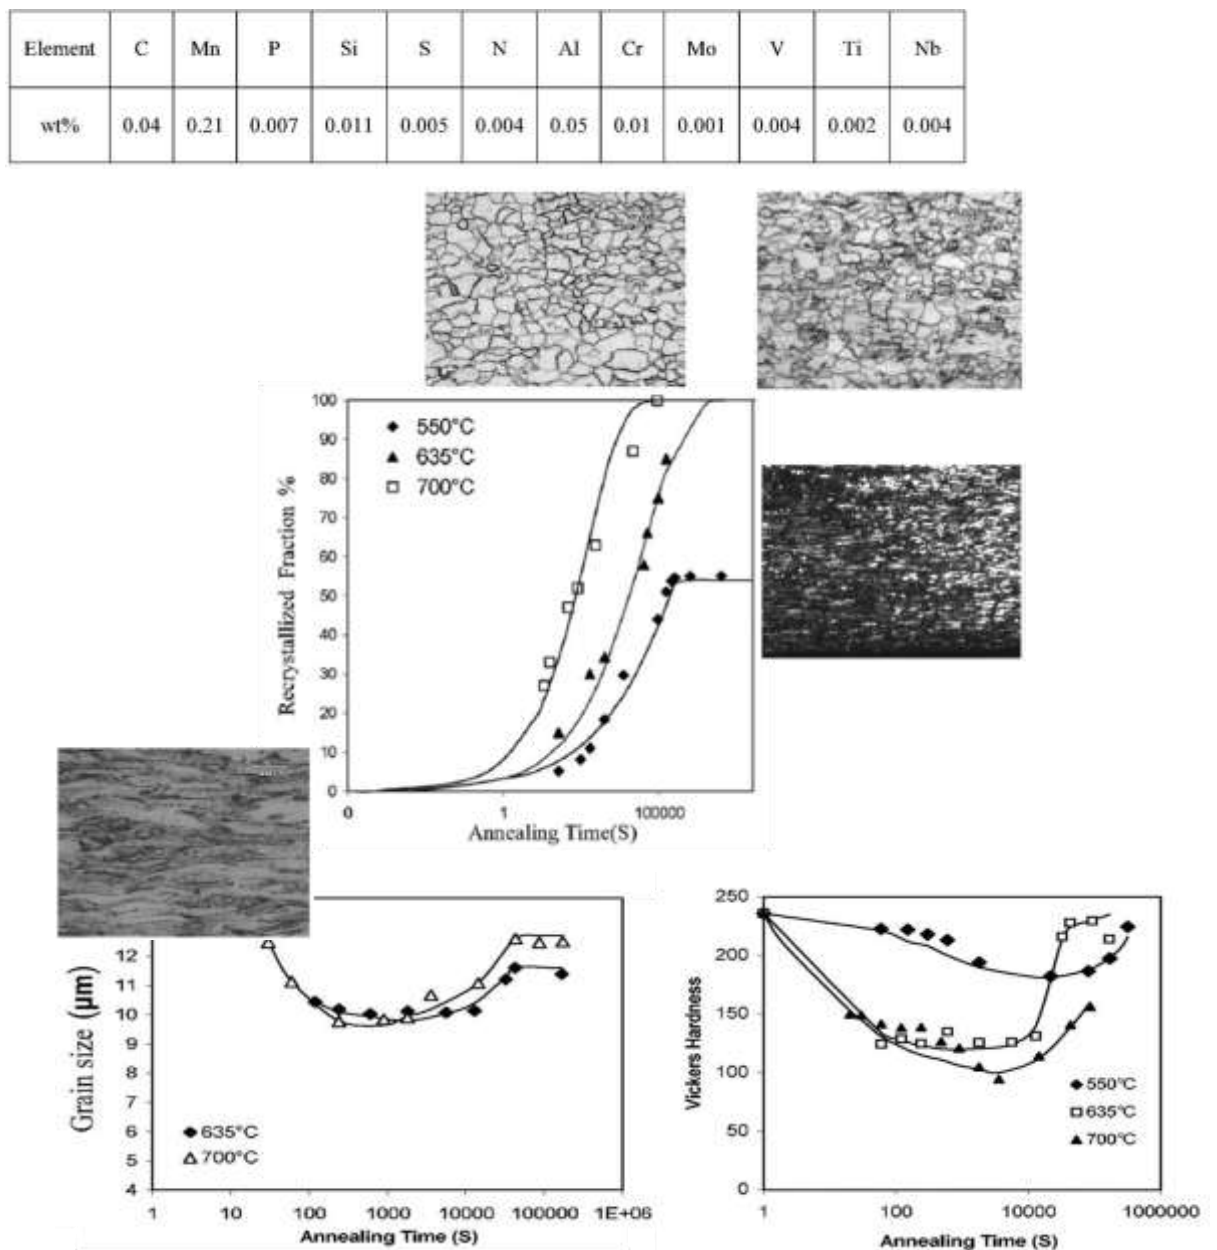 Element C Mn P Si S N Al Cr Mo V Ti Nb
wt% 0.04 0.21 0.007 0.011 0.005 0.004 0.05 0.01 0.001 0.004 0.002 0.004
100
90
80
70
60
50
40
30
20
10
0
Recrystallized Fraction %
550°C
635°C
700°C
0 1 100000
Annealing Time(S)
12
11
10
9
8
7
6
5
4
Grain size (μm)
635°C
700°C
1 10 100 1000 10000 100000 1E+06
Annealing Time (S)
250
200
150
100
50
0
Vickers Hardness
550°C
635°C
700°C
1 100 10000 1000000
Annealing Time (S)